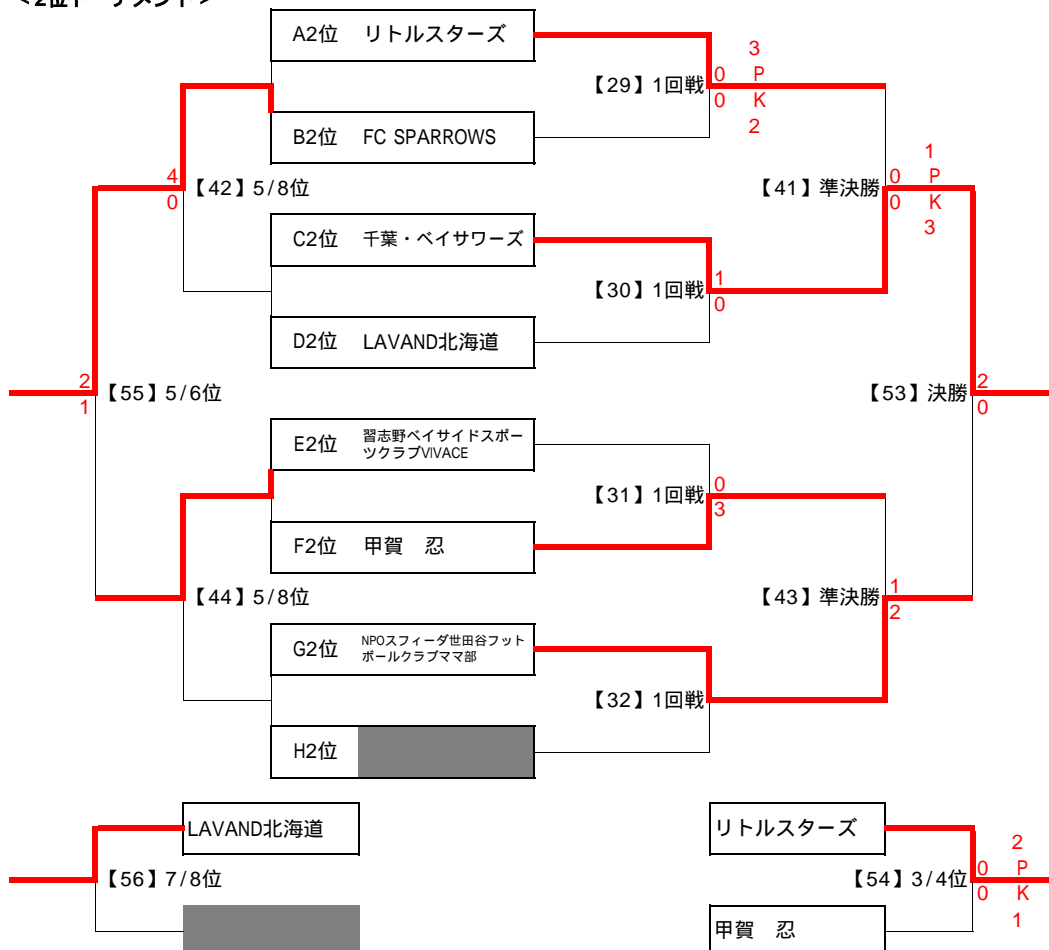 <2位トーナメント>
A2位 リトルスターズ
【29】1回戦
0
0
3
P
K
2
B2位 FC SPARROWS
4
0
【42】5/8位
【41】準決勝
0
0
1
P
K
3
C2位 千葉・ベイサワーズ
【30】1回戦
1
0
D2位 LAVAND北海道
2
1
【55】5/6位
【53】決勝
2
0
E2位 習志野ベイサイドスポー
ツクラブVIVACE
【31】1回戦
0
3
F2位 甲賀 忍
【44】5/8位
【43】準決勝
1
2
G2位 NPOスフィーダ世田谷フット
ボールクラブママ部
【32】1回戦
H2位
LAVAND北海道
【56】7/8位
リトルスターズ
【54】3/4位
0
0
2
P
K
1
甲賀 忍